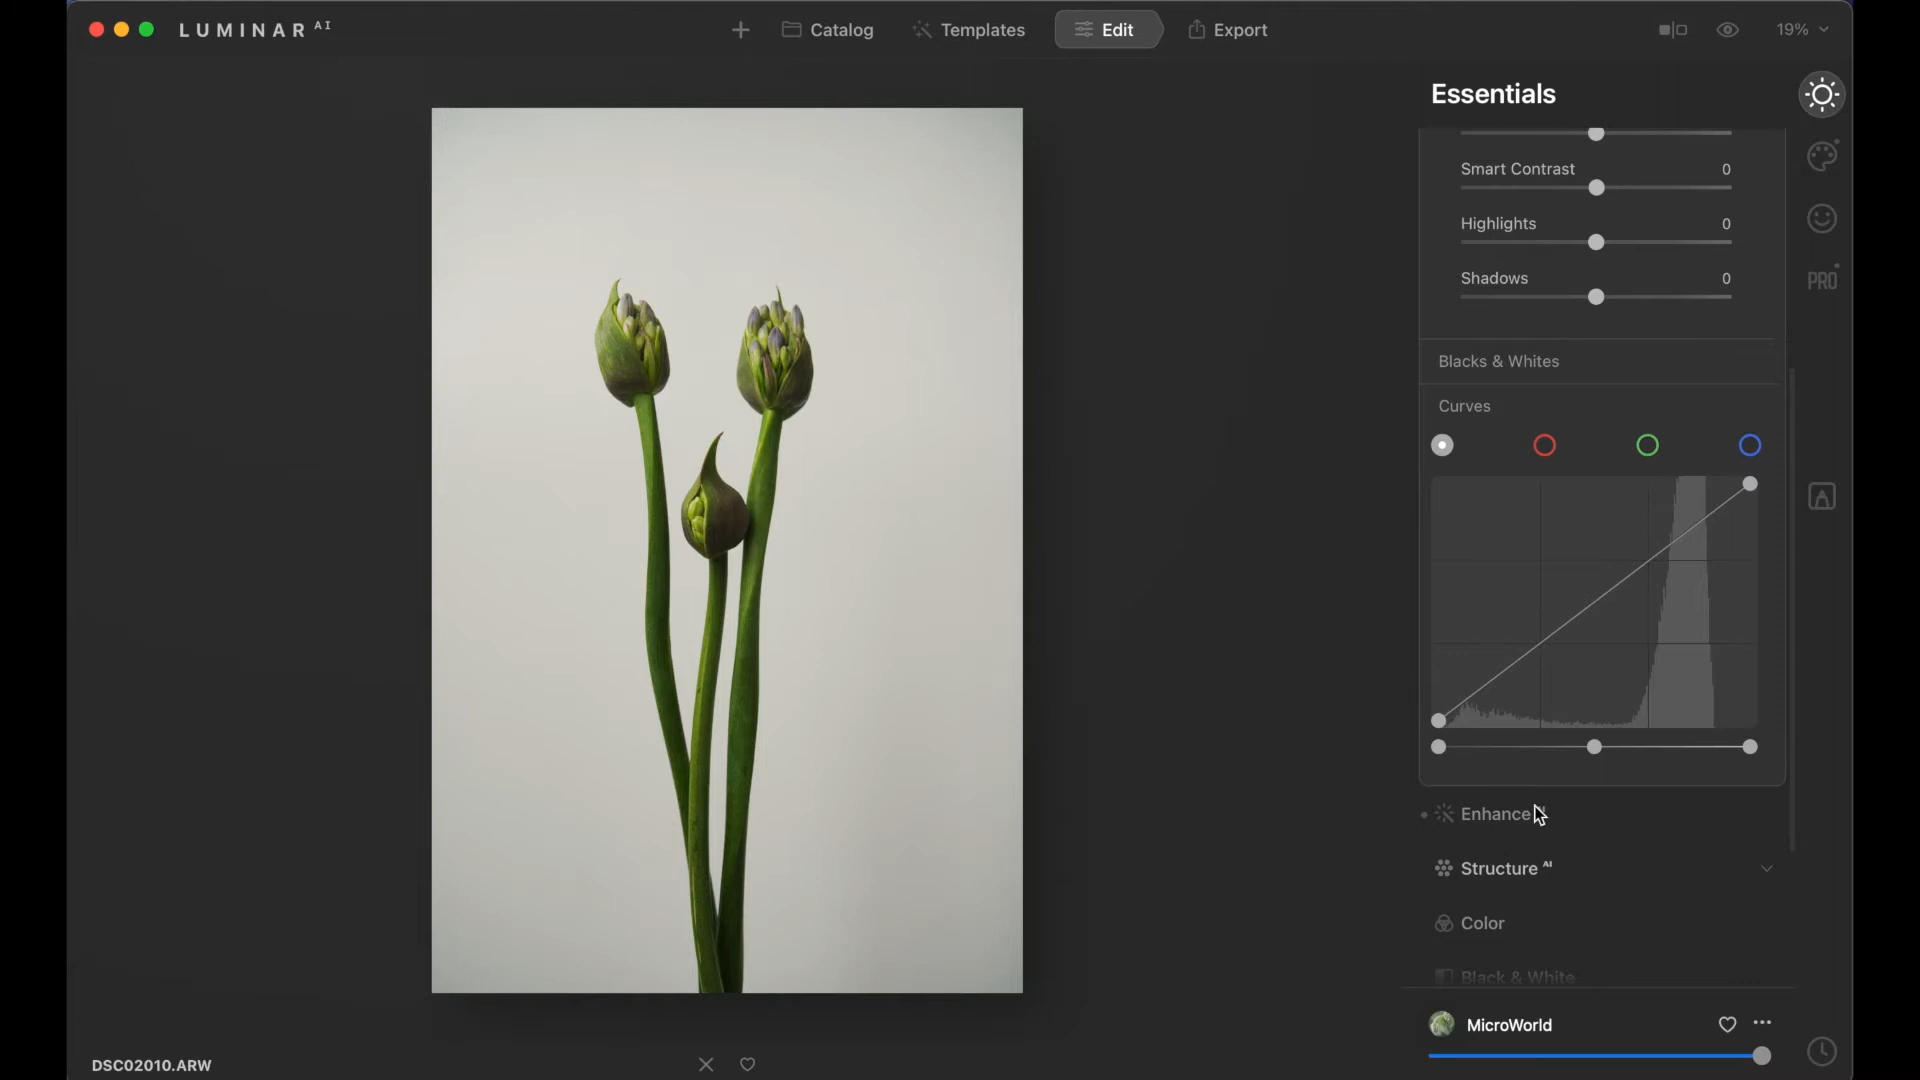 LUMINAR AI
Catalog
Templates
Edit
Export
19%
Essentials
Smart Contrast 0
Highlights 0
Shadows 0
PRO
Blacks & Whites
Curves
Enhance
Structure AI
Color
Black & White
MicroWorld
DSC02010.ARW